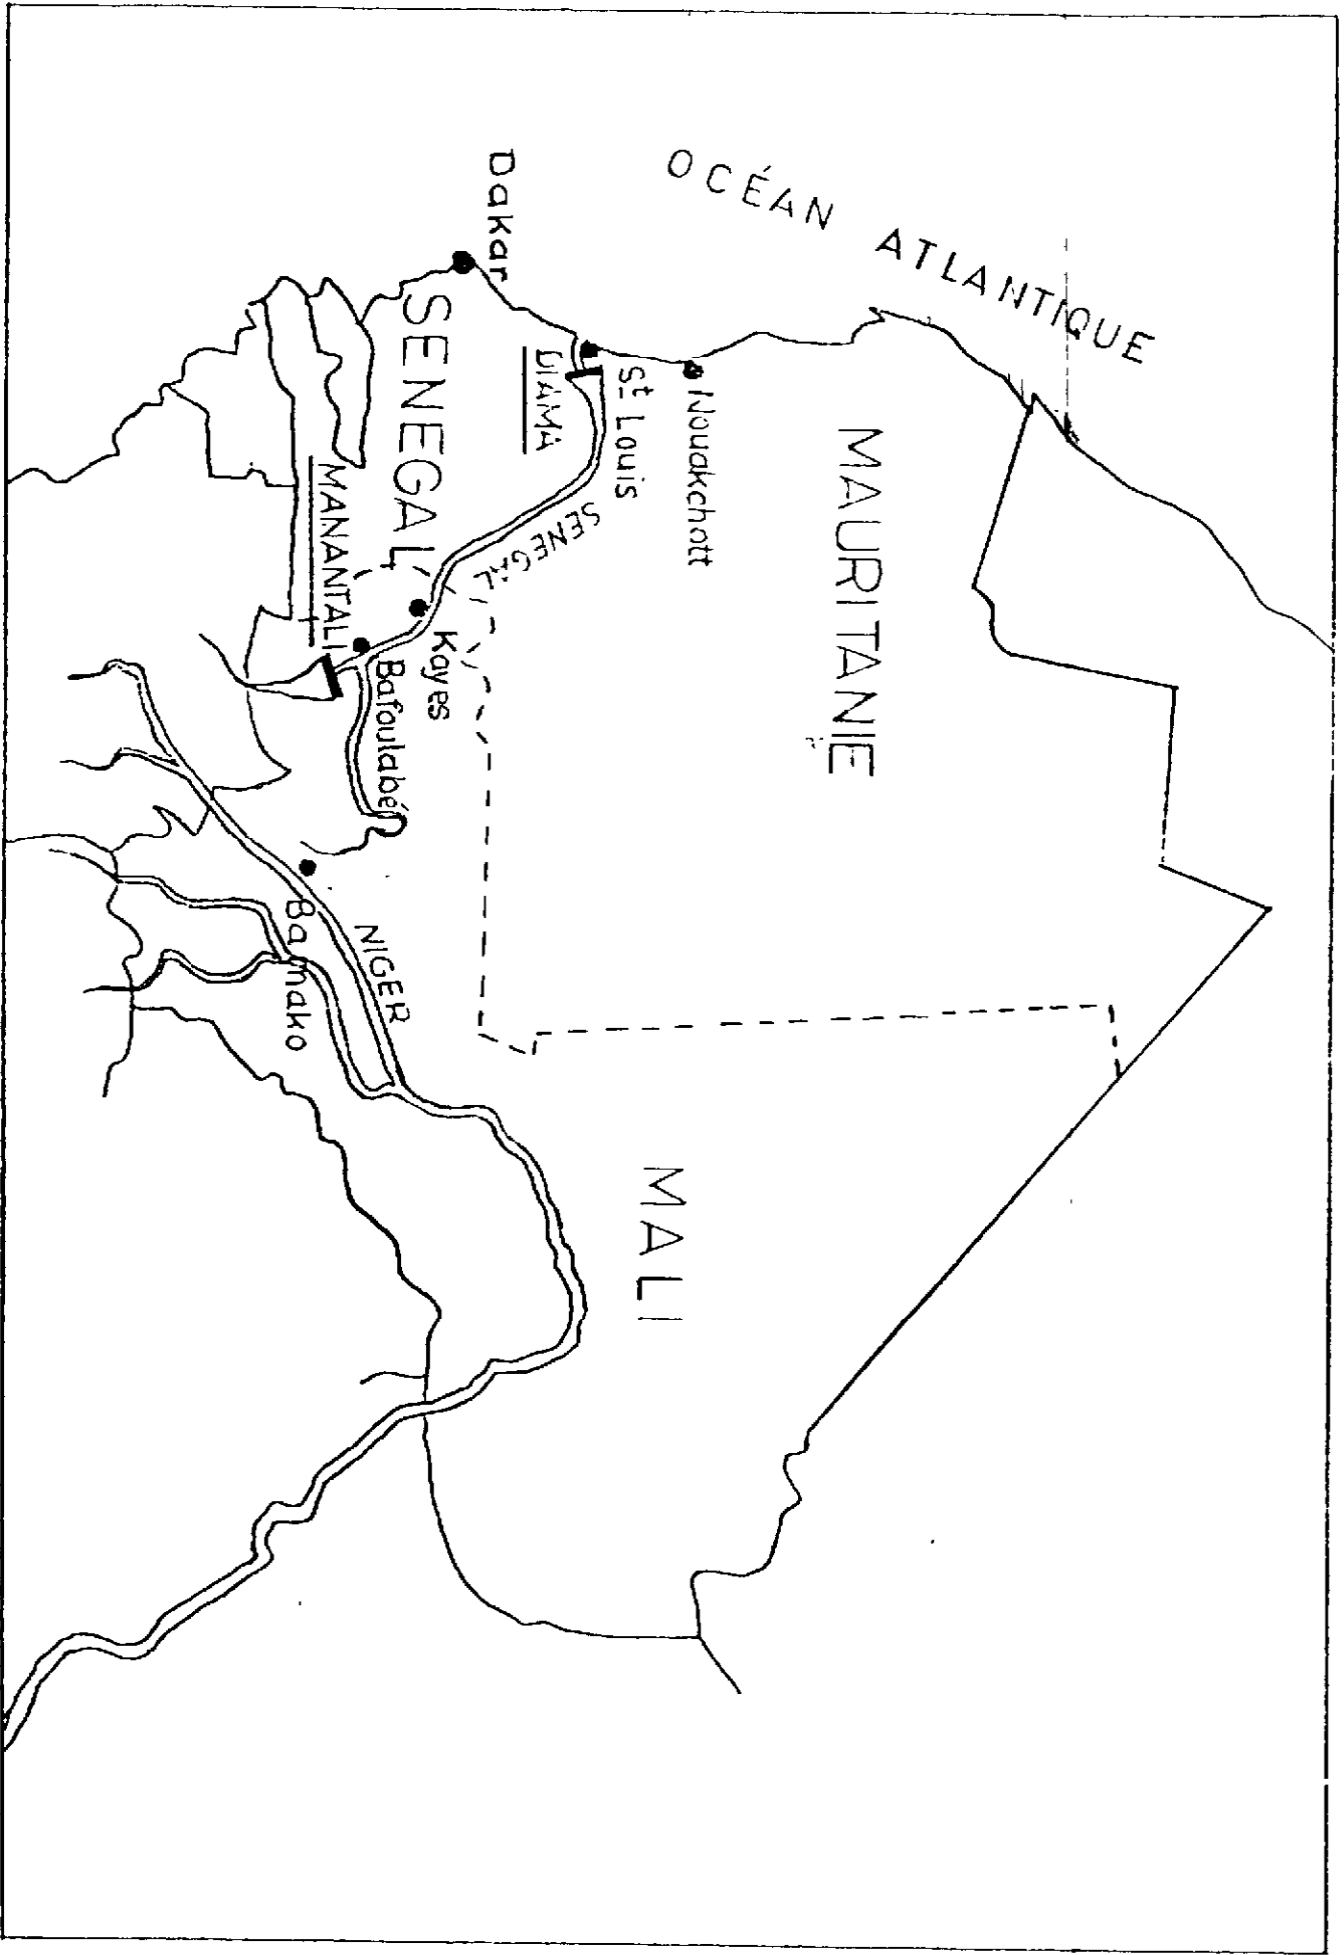 OCÉAN ATLANTIQUE
MAURITANIE
Nouakchott
MALI
St Louis
SENEGAL
DIAMA
Dakar
SENEGAL
Kayes
Bafoulabé
NIGER
MANANTALI
Bamako